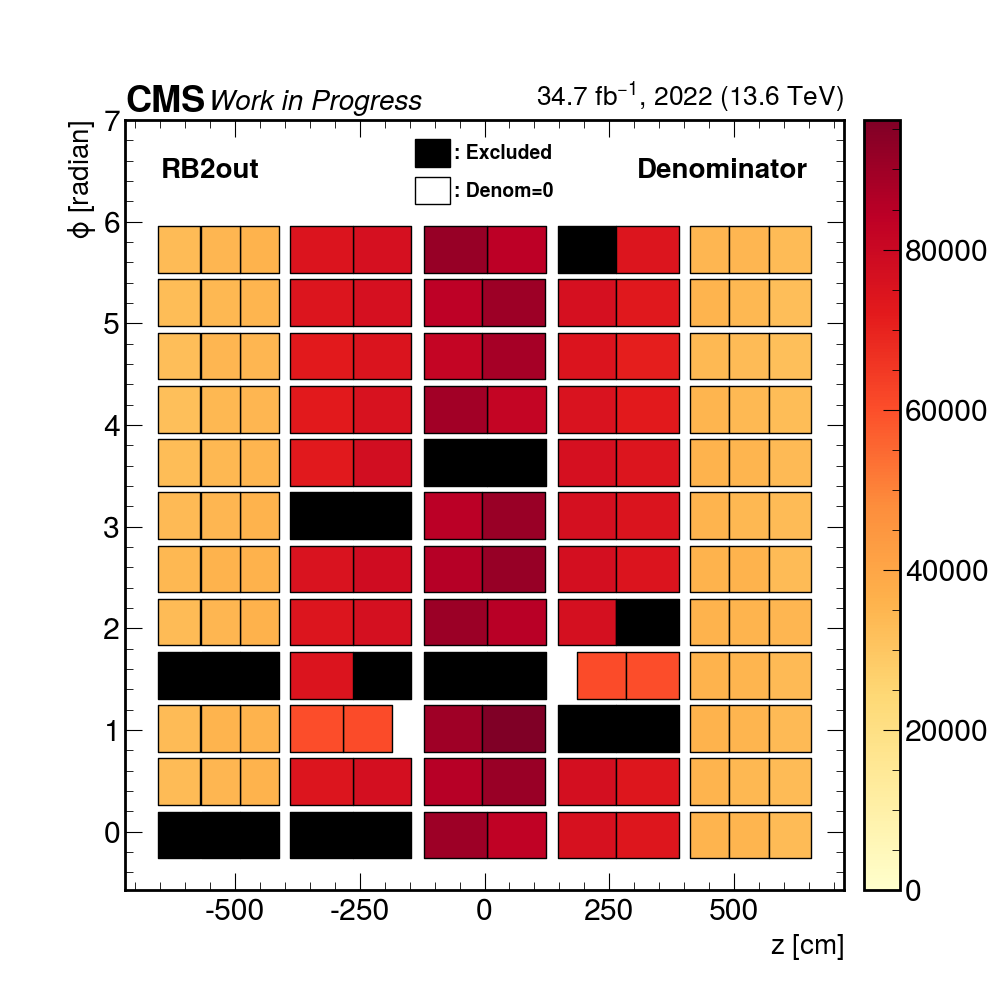 CMS Work in Progress
34.7 fb⁻¹, 2022 (13.6 TeV)
RB2out
: Excluded
: Denom=0
Denominator
ϕ [radian]
7
6
5
4
3
2
1
0
-500
-250
0
250
500
z [cm]
80000
60000
40000
20000
0